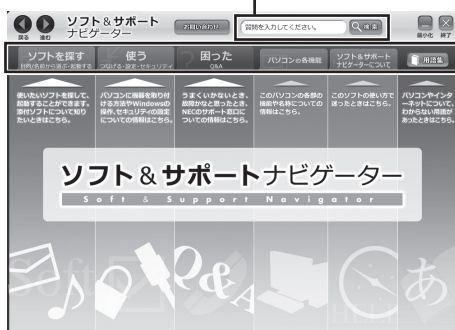 ソフト&サポート
ナビゲーター
戻る 進む
お問い合わせ
質問を入力してください。
検索
最小化 終了
ソフトを探す
目的/名前から選ぶ・起動する
使う
つなげる・設定・セキュリティ
困った
Q&A
パソコンの各機能
ソフト&サポート
ナビゲーターについて
用語集
使いたいソフトを探して、
起動することができます。
添付ソフトについて知り
たいときはこちら。
パソコンに機器を取り付
ける方法やWindowsの
操作、セキュリティの設定
についての情報はこちら。
うまくいかないとき、
故障かなと思ったとき、
NECのサポート窓口に
ついての情報はこちら。
このパソコンの各部の
機能や名称についての
情報はこちら。
このソフトの使い方で
迷ったときはこちら。
パソコンやインタ
ーネットについて、
わからない用語が
あったときはこちら。
ソフト&サポートナビゲーター
Soft & Support Navigator
Soft
Q&A
HELP
あ